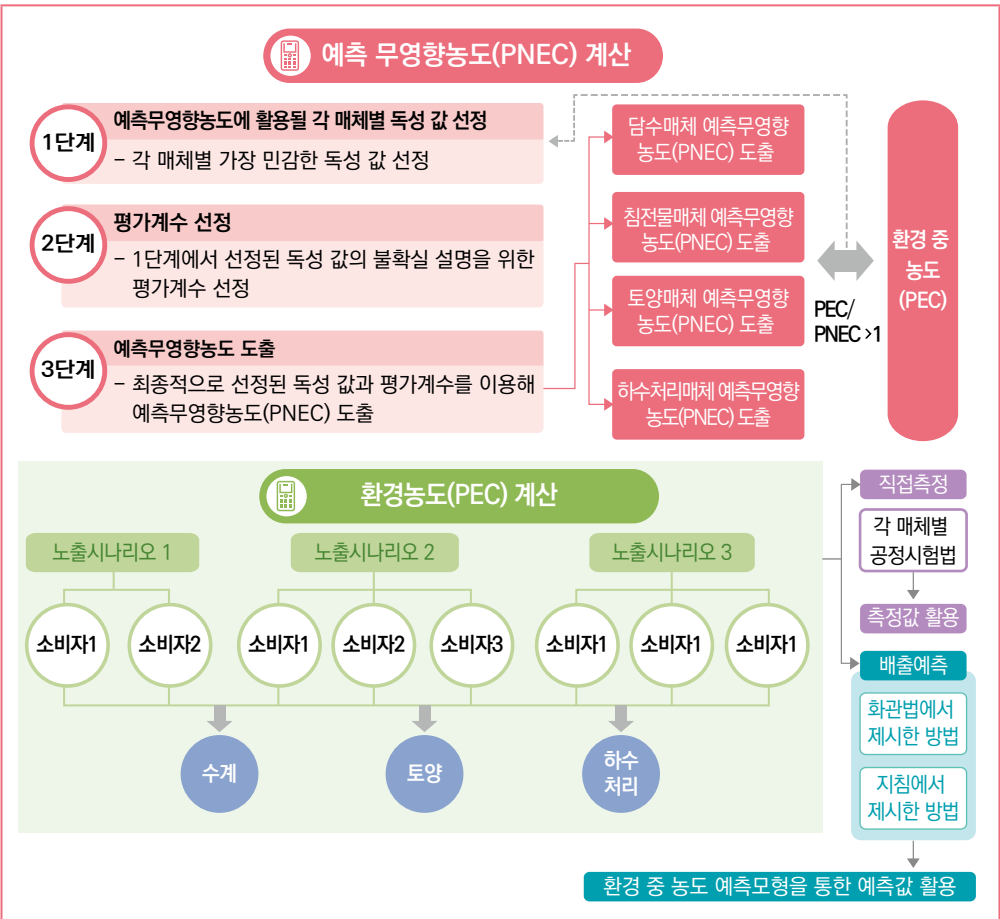 예측 무영향농도(PNEC) 계산
1단계
예측무영향농도에 활용될 각 매체별 독성 값 선정
– 각 매체별 가장 민감한 독성 값 선정
2단계
평가계수 선정
– 1단계에서 선정된 독성 값의 불확실 설명을 위한
평가계수 선정
3단계
예측무영향농도 도출
– 최종적으로 선정된 독성 값과 평가계수를 이용해
예측무영향농도(PNEC) 도출
담수매체 예측무영향
농도(PNEC) 도출
침전물매체 예측무영향
농도(PNEC) 도출
토양매체 예측무영향
농도(PNEC) 도출
하수처리매체 예측무영향
농도(PNEC) 도출
PEC/
PNEC >1
환경 중
농도
(PEC)
환경농도(PEC) 계산
노출시나리오 1
노출시나리오 2
노출시나리오 3
소비자1
소비자2
소비자1
소비자2
소비자3
소비자1
소비자1
소비자1
수계
토양
하수
처리
직접측정
각 매체별
공정시험법
측정값 활용
배출예측
화관법에서
제시한 방법
지침에서
제시한 방법
환경 중 농도 예측모형을 통한 예측값 활용